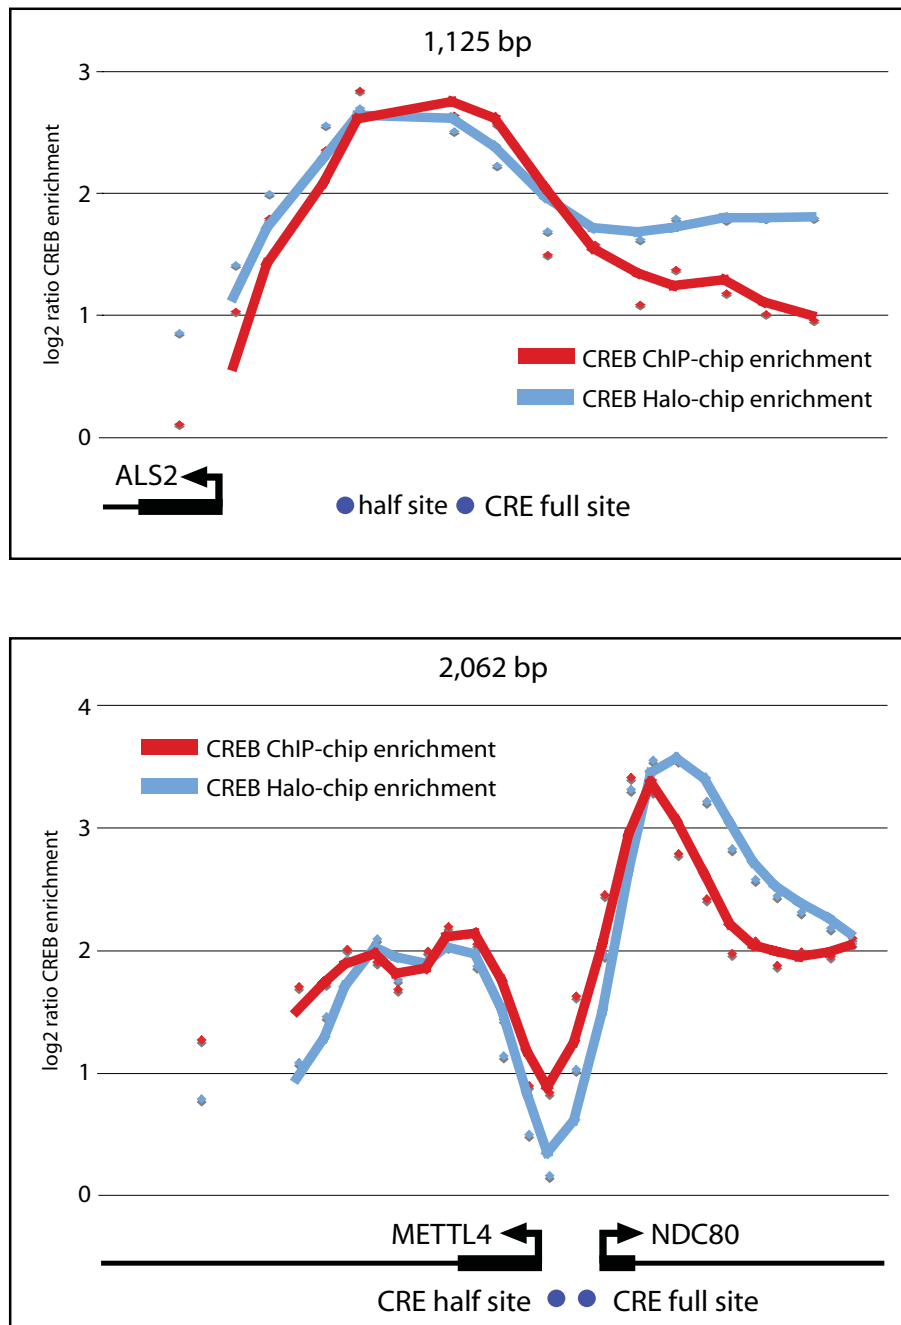 1,125 bp
3
2
1
0
log2 ratio CREB enrichment
CREB ChIP-chip enrichment
CREB Halo-chip enrichment
ALS2
half site CRE full site
2,062 bp
4
3
2
1
0
log2 ratio CREB enrichment
CREB ChIP-chip enrichment
CREB Halo-chip enrichment
METTL4 NDC80
CRE half site CRE full site